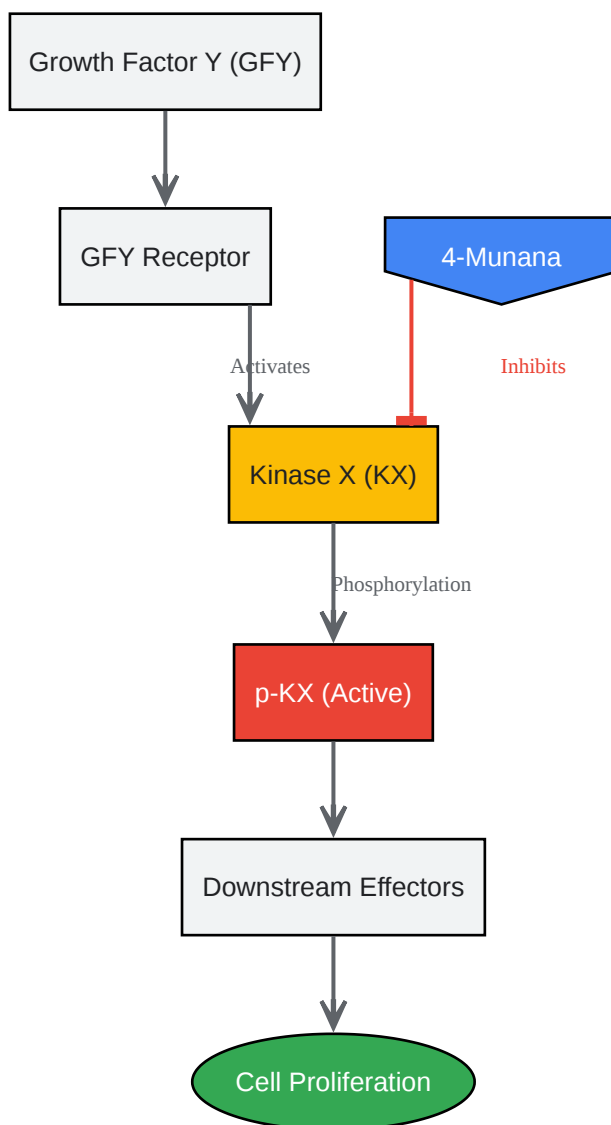 Growth Factor Y (GFY)
GFY Receptor
4-Munana
Activates
Inhibits
Kinase X (KX)
Phosphorylation
p-KX (Active)
Downstream Effectors
Cell Proliferation